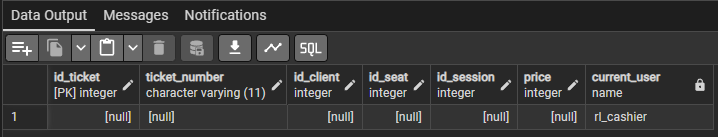 Data Output Messages Notifications
SQL
id_ticket ticket_number id_client id_seat id_session price current_user
[PK] integer character varying (11) integer integer integer integer name
1 [null] [null] [null] [null] [null] [null] rl_cashier